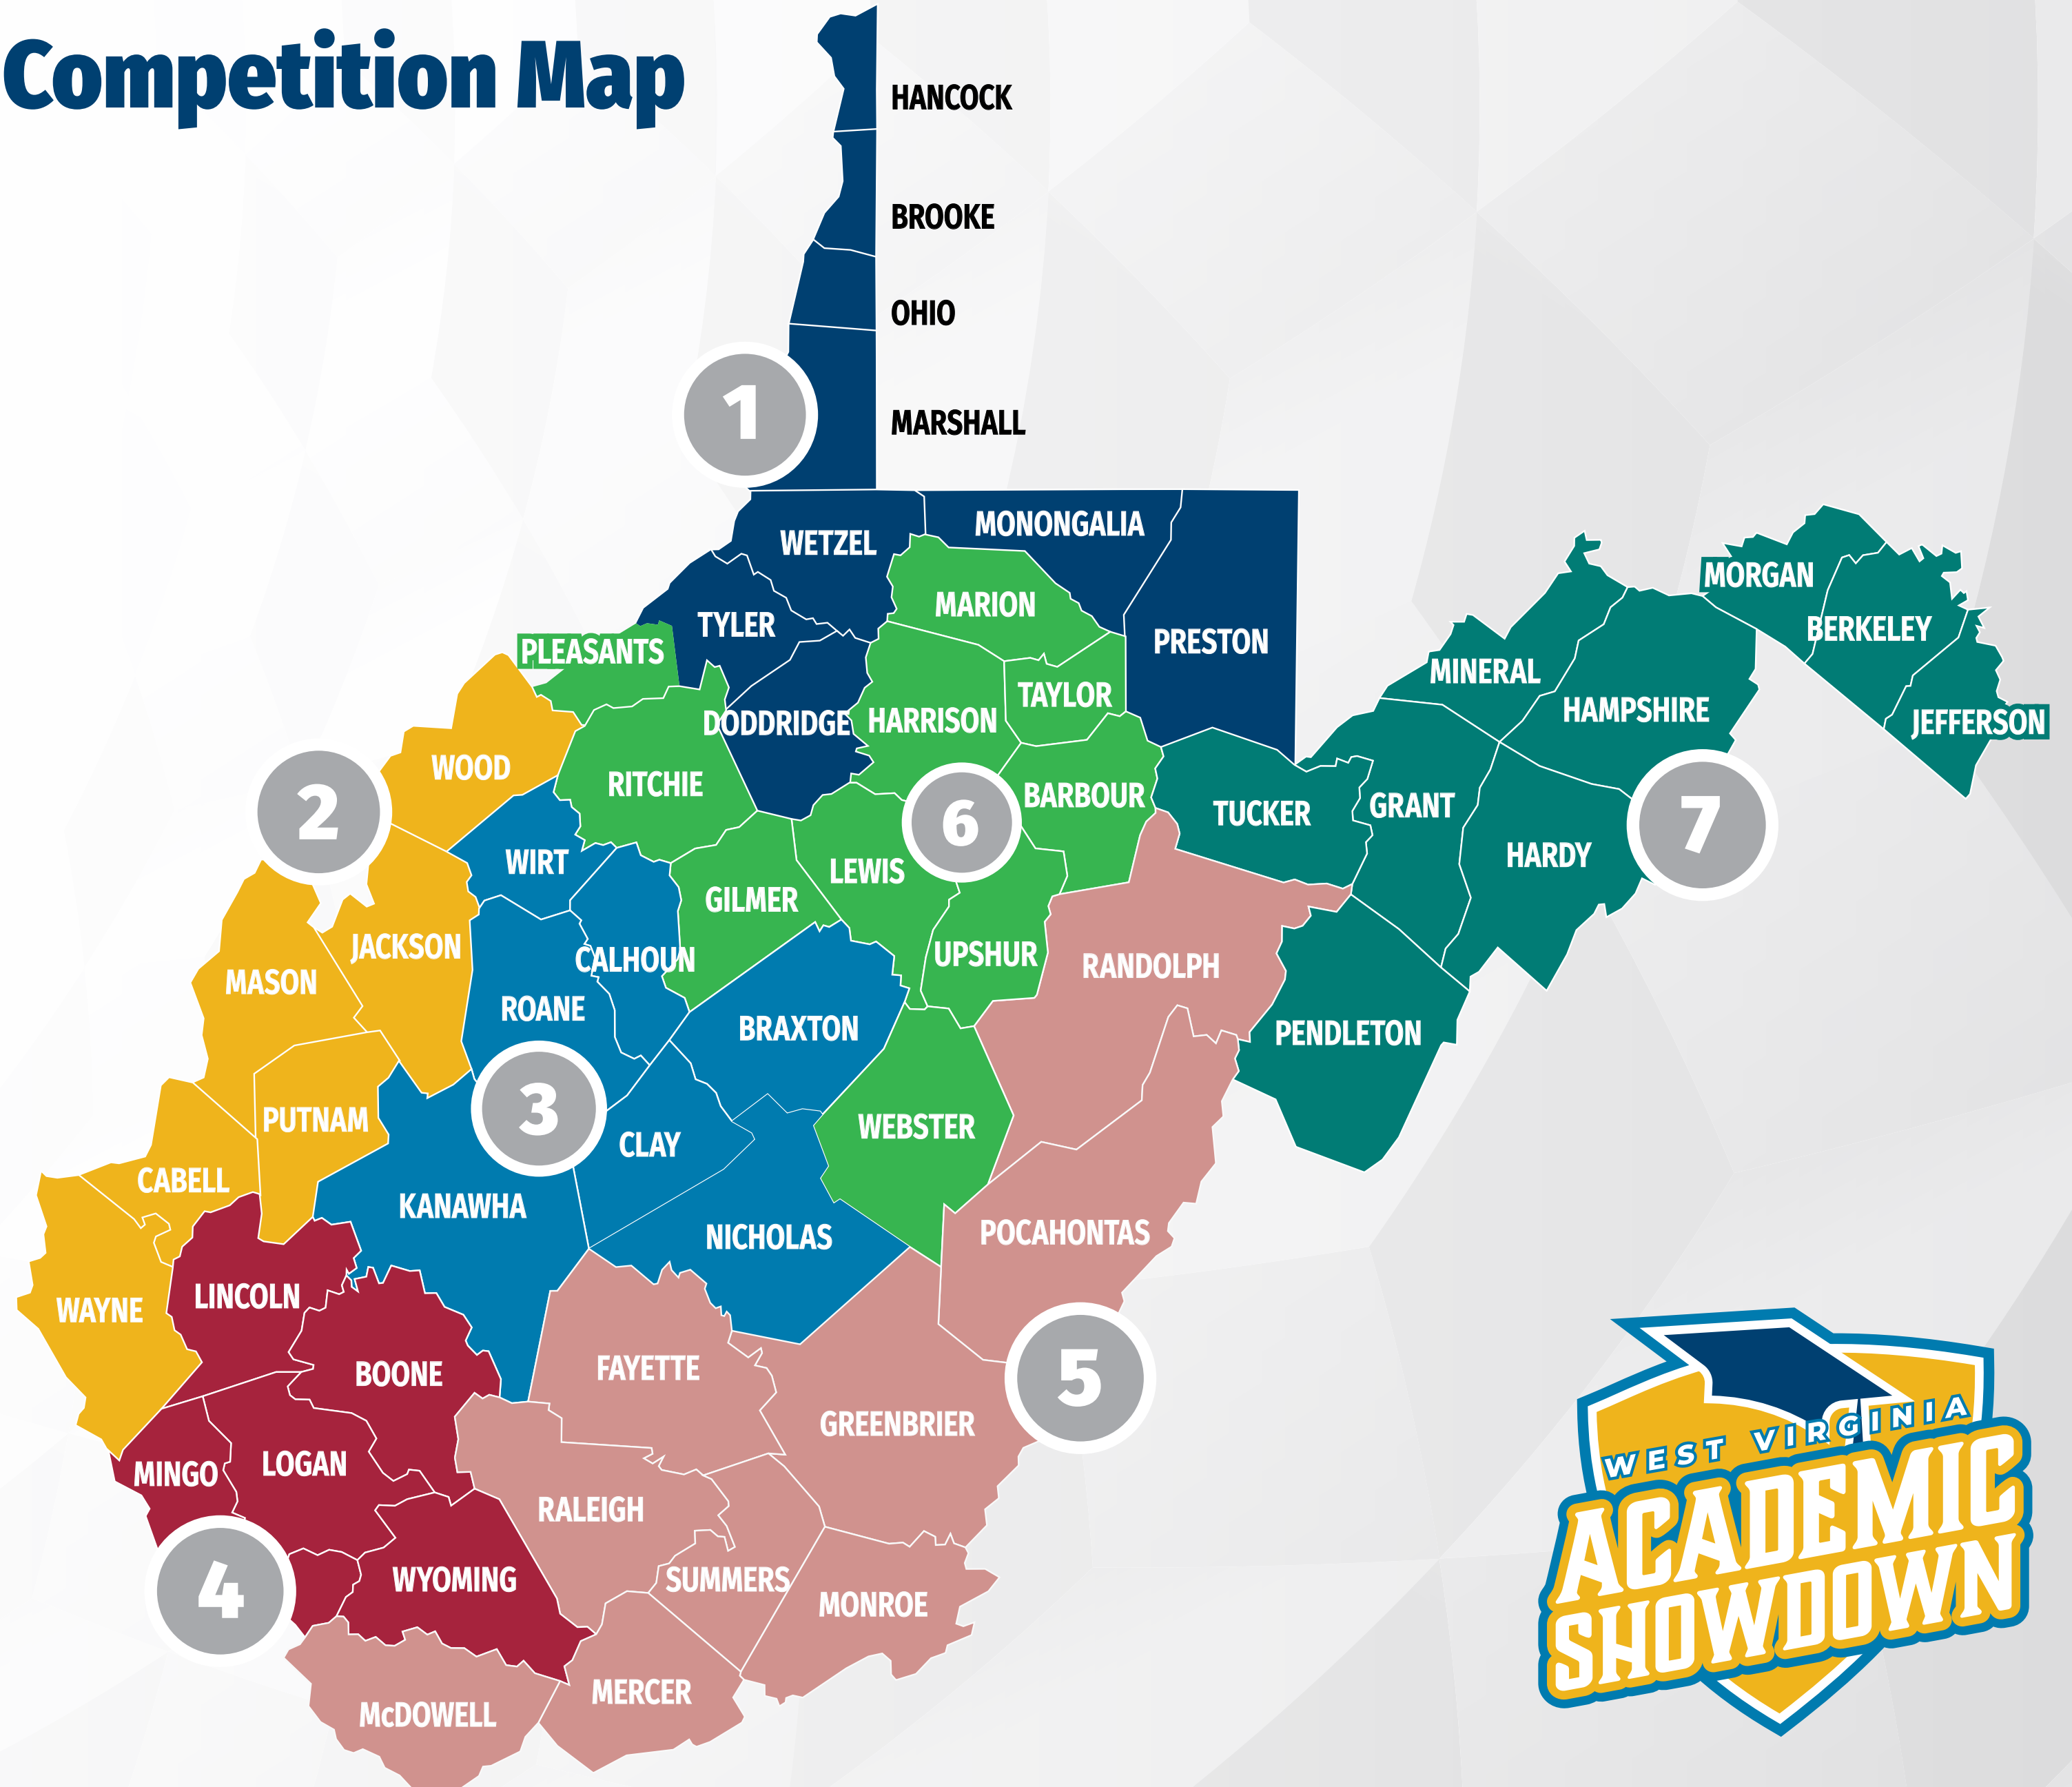 Competition Map
HANCOCK
BROOKE
OHIO
1
MARSHALL
WETZEL
MONONGALIA
MARION
TYLER
PRESTON
PLEASANTS
MORGAN
BERKELEY
MINERAL
HAMPSHIRE
JEFFERSON
TAYLOR
HARRISON
DODDRIDGE
WOOD
RITCHIE
BARBOUR
TUCKER
GRANT
2
6
7
HARDY
WIRT
LEWIS
GILMER
JACKSON
UPSHUR
CALHOUN
RANDOLPH
MASON
ROANE
BRAXTON
PENDLETON
3
PUTNAM
WEBSTER
CLAY
CABELL
KANAWHA
POCAHONTAS
NICHOLAS
LINCOLN
WAYNE
BOONE
FAYETTE
5
GREENBRIER
LOGAN
MINGO
RALEIGH
4
WYOMING
SUMMERS
MONROE
MERCER
McDOWELL
WEST VIRGINIA
ACADEMIC
SHOWDOWN